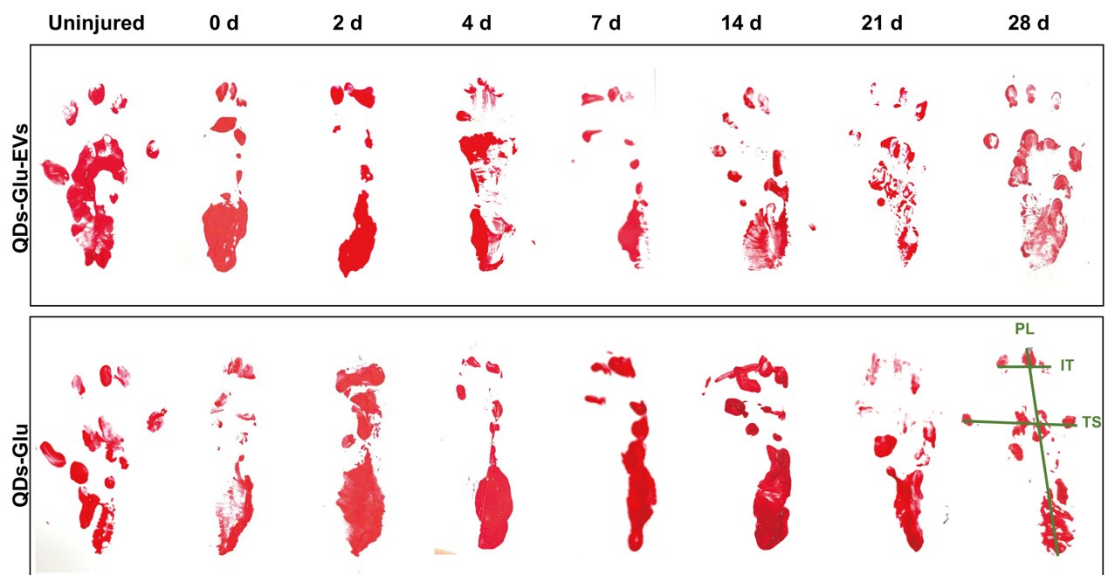 Uninjured 0 d 2 d 4 d 7 d 14 d 21 d 28 d
QDs-Glu-EVs
QDs-Glu
PL
IT
TS